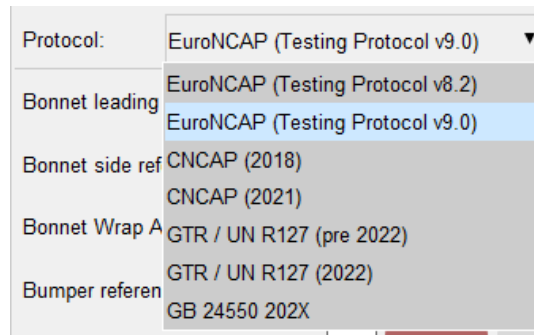 Protocol: EuroNCAP (Testing Protocol v9.0)
EuroNCAP (Testing Protocol v8.2)
Bonnet leading
EuroNCAP (Testing Protocol v9.0)
Bonnet side ref
CNCAP (2018)
CNCAP (2021)
Bonnet Wrap A
GTR / UN R127 (pre 2022)
GTR / UN R127 (2022)
Bumper referen
GB 24550 202X